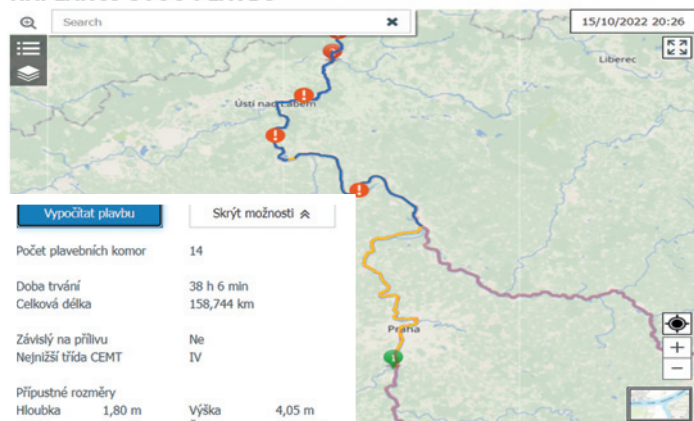 Search
15/10/2022 20:26
Liberec
Ústí nad Labem
Praha
Vypočítat plavbu
Skrýt možnosti
Počet plavebních komor 14
Doba trvání 38 h 6 min
Celková délka 158,744 km
Závislý na přílivu Ne
Nejnižší třída CEMT IV
Přípustné rozměry
Hloubka 1,80 m Výška 4,05 m